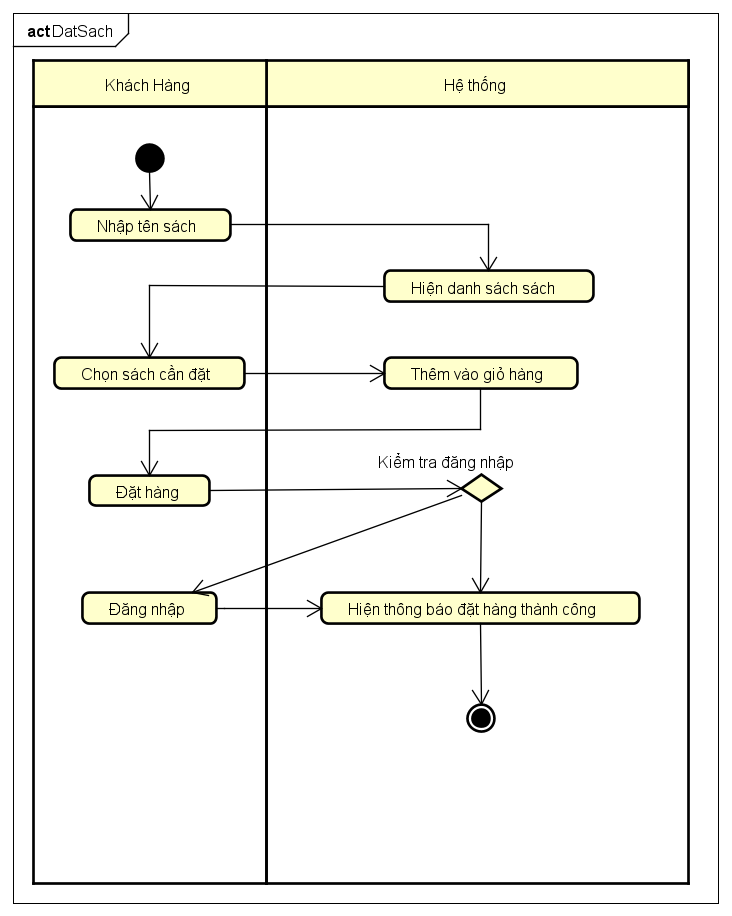 act DatSach
Khách Hàng
Hệ thống
Nhập tên sách
Hiện danh sách sách
Chọn sách cần đặt
Thêm vào giỏ hàng
Kiểm tra đăng nhập
Đặt hàng
Đăng nhập
Hiện thông báo đặt hàng thành công